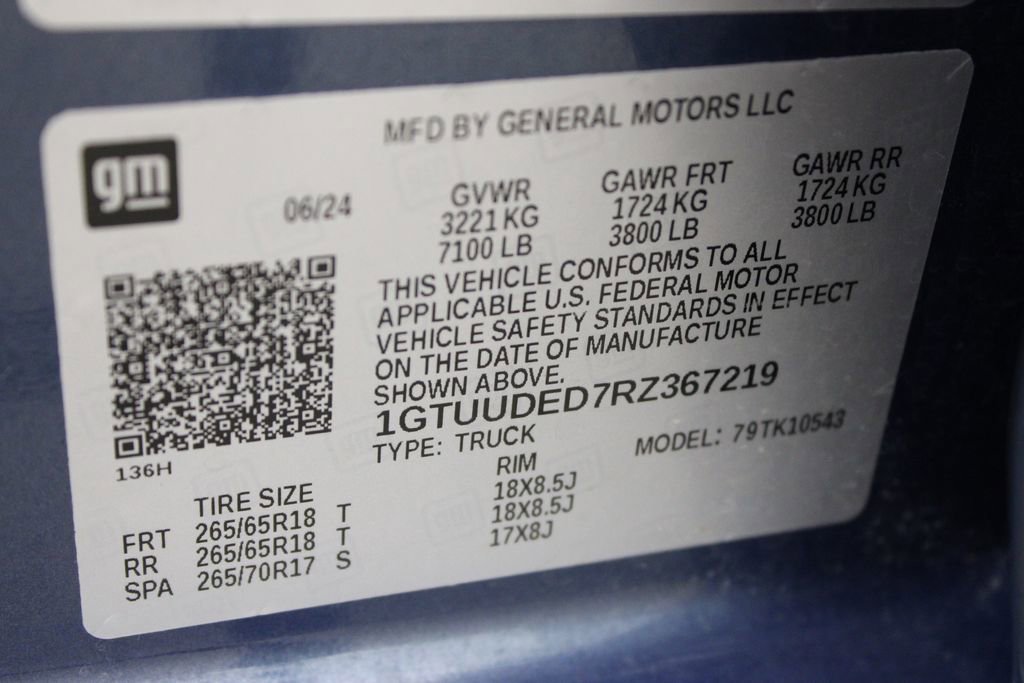 gm
MFD BY GENERAL MOTORS LLC
06/24
GVWR GAWR FRT GAWR RR
3221 KG 1724 KG 1724 KG
7100 LB 3800 LB 3800 LB
THIS VEHICLE CONFORMS TO ALL
APPLICABLE U.S. FEDERAL MOTOR
VEHICLE SAFETY STANDARDS IN EFFECT
ON THE DATE OF MANUFACTURE
SHOWN ABOVE.
1GTUUDED7RZ367219
TYPE: TRUCK MODEL: 79TK10543
136H
TIRE SIZE RIM
FRT 265/65R18 T 18X8.5J
RR 265/65R18 T 18X8.5J
SPA 265/70R17 S 17X8J